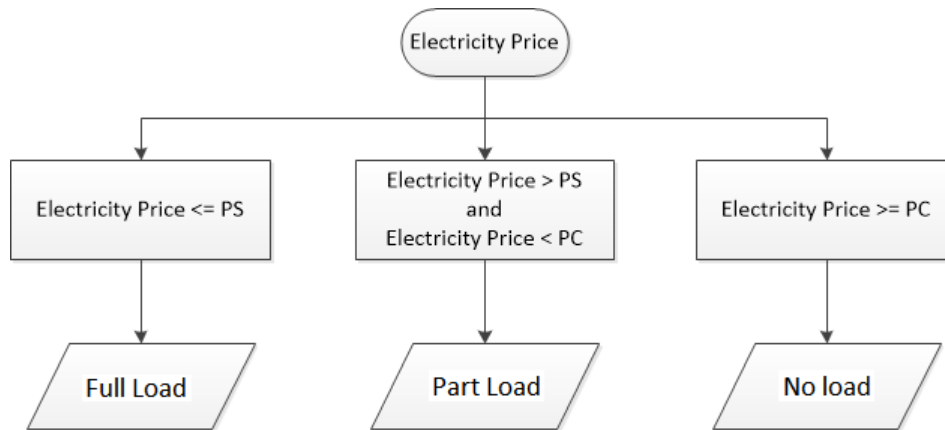 Electricity Price
Electricity Price <= PS
Electricity Price > PS
and
Electricity Price < PC
Electricity Price >= PC
Full Load
Part Load
No load